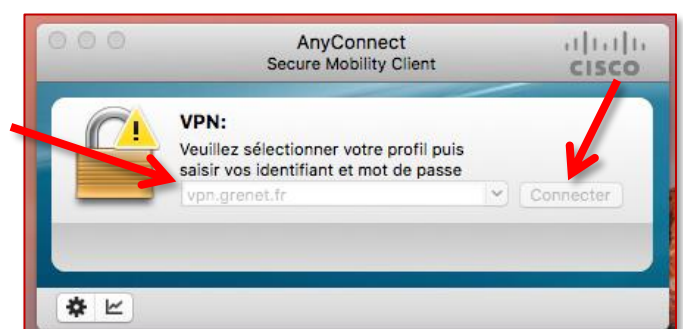 AnyConnect
Secure Mobility Client
CISCO
VPN:
Veuillez sélectionner votre profil puis
saisir vos identifiant et mot de passe
vpn.grenet.fr
Connecter